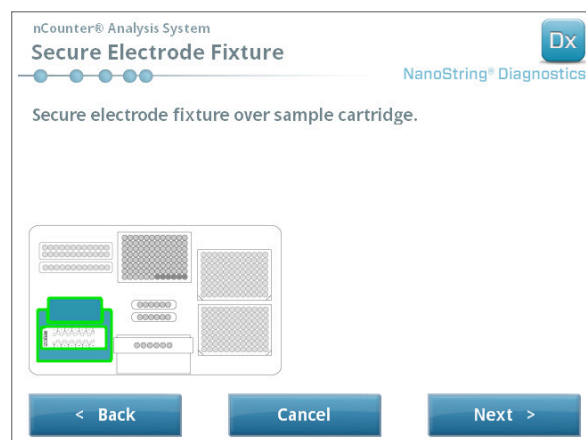 nCounter® Analysis System
Secure Electrode Fixture
Dx
NanoString® Diagnostics
Secure electrode fixture over sample cartridge.
< Back
Cancel
Next >